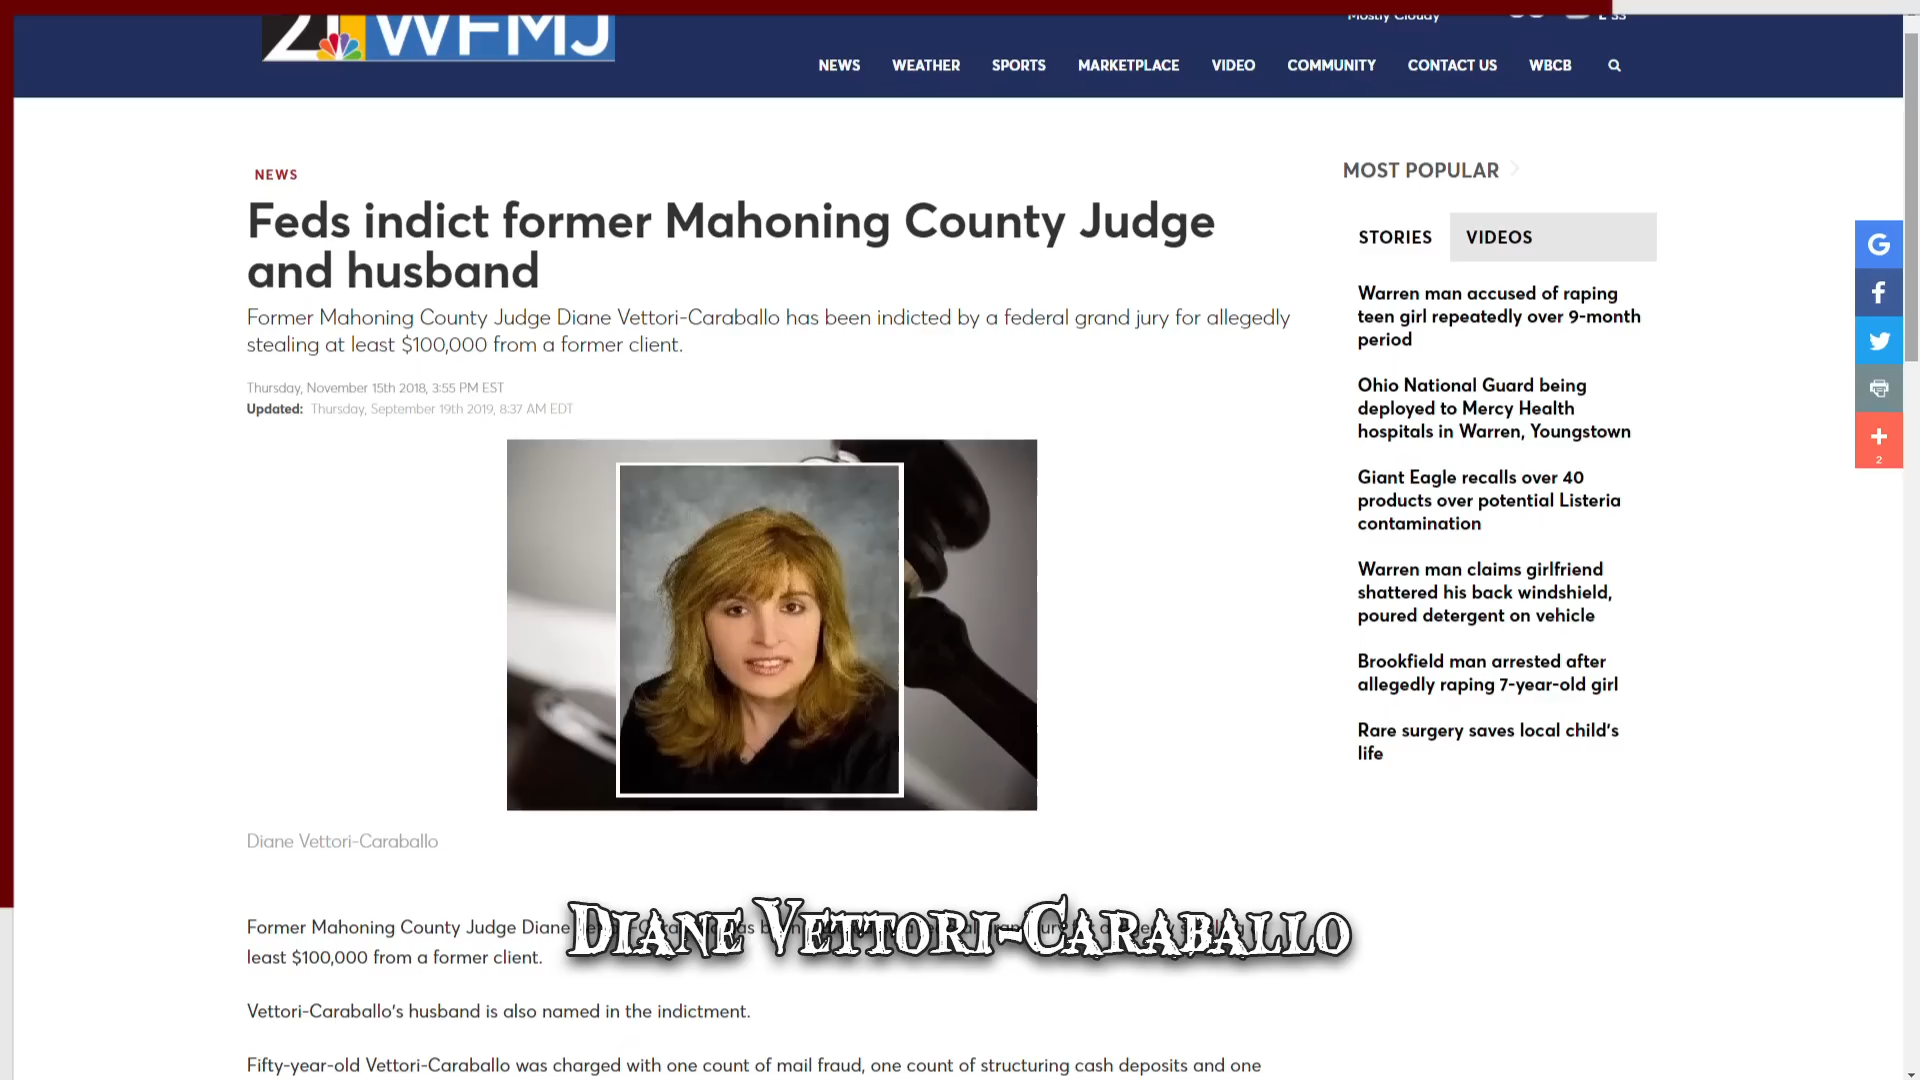 21 WFMJ
Mostly Cloudy
NEWS WEATHER SPORTS MARKETPLACE VIDEO COMMUNITY CONTACT US WBCB
NEWS
Feds indict former Mahoning County Judge
and husband
Former Mahoning County Judge Diane Vettori-Caraballo has been indicted by a federal grand jury for allegedly
stealing at least $100,000 from a former client.
Thursday, November 15th 2018, 3:55 PM EST
Updated: Thursday, September 19th 2019, 8:37 AM EDT
Diane Vettori-Caraballo
Former Mahoning County Judge Diane
least $100,000 from a former client.
Diane Vettori-Caraballo
Vettori-Caraballo's husband is also named in the indictment.
Fifty-year-old Vettori-Caraballo was charged with one count of mail fraud, one count of structuring cash deposits and one
MOST POPULAR
STORIES VIDEOS
Warren man accused of raping
teen girl repeatedly over 9-month
period
Ohio National Guard being
deployed to Mercy Health
hospitals in Warren, Youngstown
Giant Eagle recalls over 40
products over potential Listeria
contamination
Warren man claims girlfriend
shattered his back windshield,
poured detergent on vehicle
Brookfield man arrested after
allegedly raping 7-year-old girl
Rare surgery saves local child's
life
G
f
2